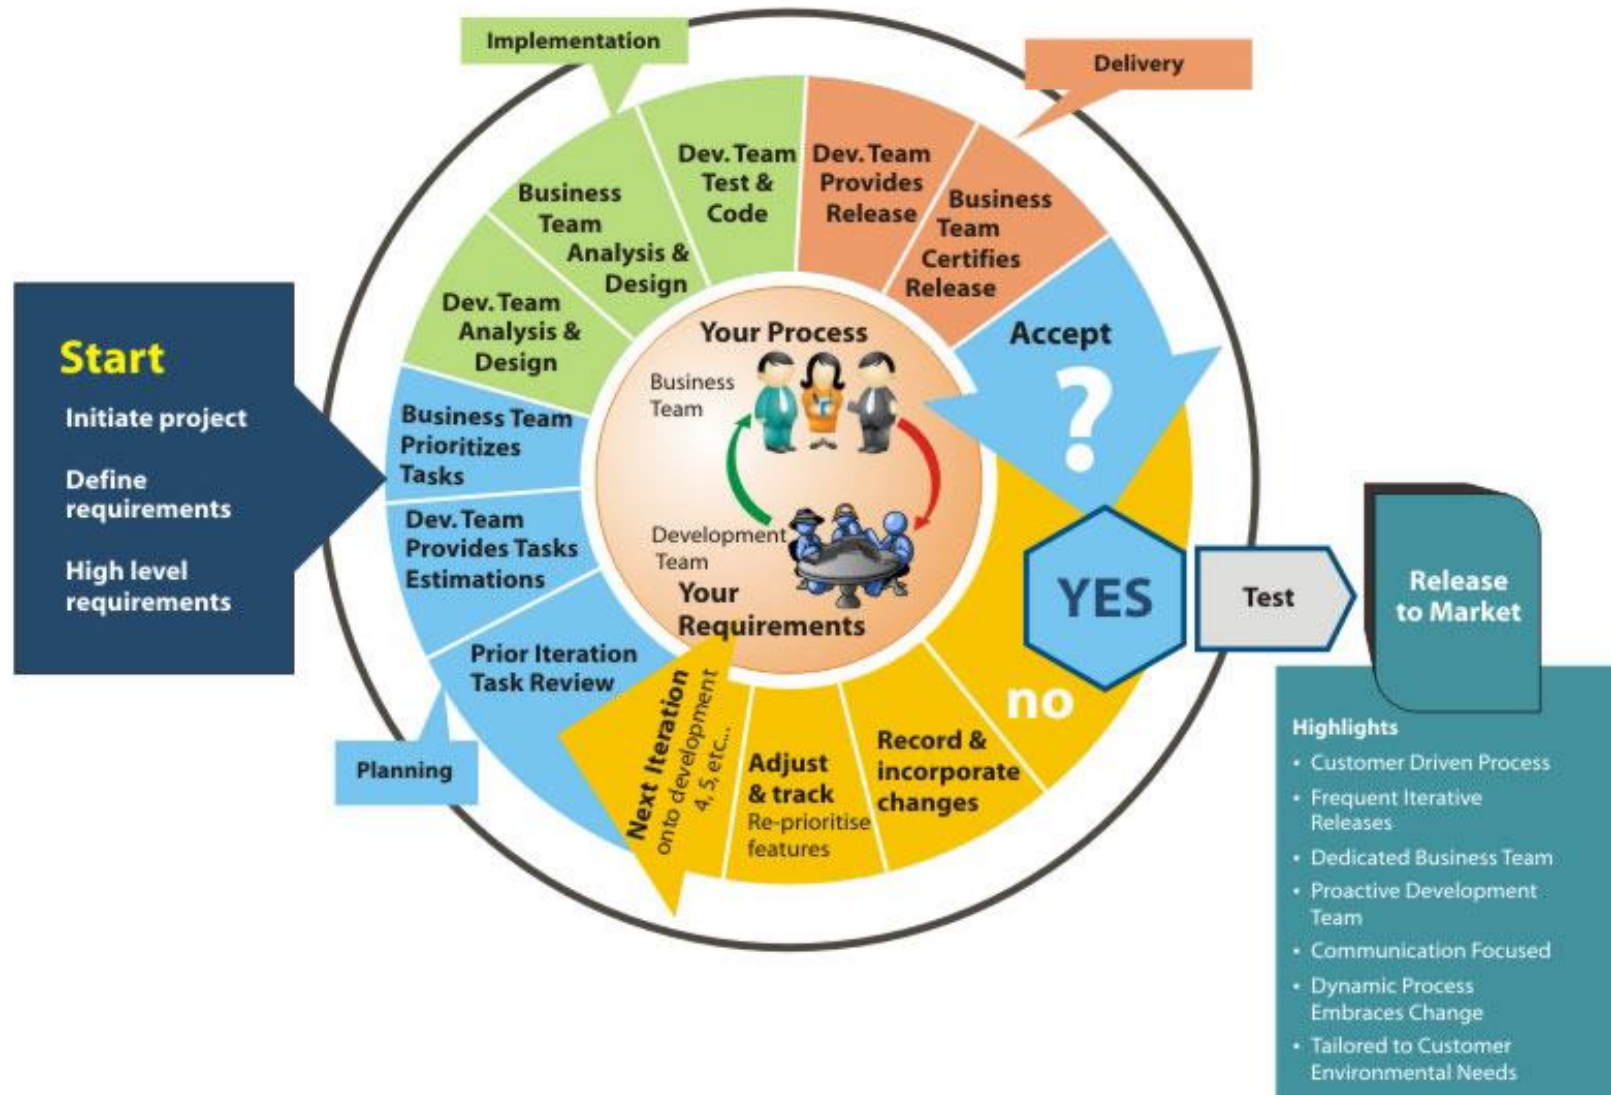 Implementation
Delivery
Dev. Team
Test &
Code
Dev. Team
Provides
Release
Business
Team
Certifies
Release
Business
Team
Analysis &
Design
Dev. Team
Analysis &
Design
Accept
?
Start
Initiate project
Define
requirements
High level
requirements
Business Team
Prioritizes
Tasks
Dev. Team
Provides Tasks
Estimations
Prior Iteration
Task Review
Planning
Your Process
Business
Team
Development
Team
Your
Requirements
YES
Test
Release
to Market
no
Record &
incorporate
changes
Adjust
& track
Re-prioritise
features
Next Iteration
onto development
4, 5, etc...
Highlights
• Customer Driven Process
• Frequent Iterative
Releases
• Dedicated Business Team
• Proactive Development
Team
• Communication Focused
• Dynamic Process
Embraces Change
• Tailored to Customer
Environmental Needs